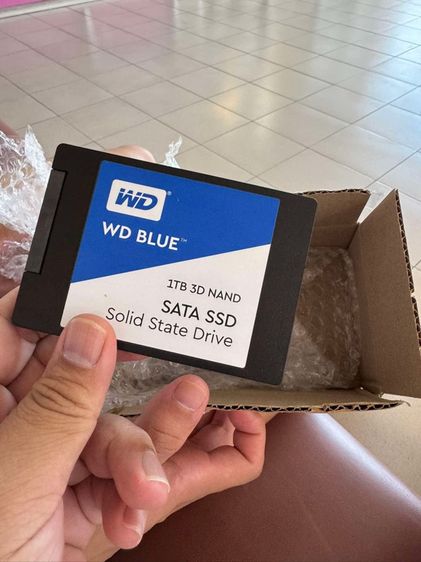 WD®
WD BLUE™
1TB 3D NAND
SATA SSD
Solid State Drive